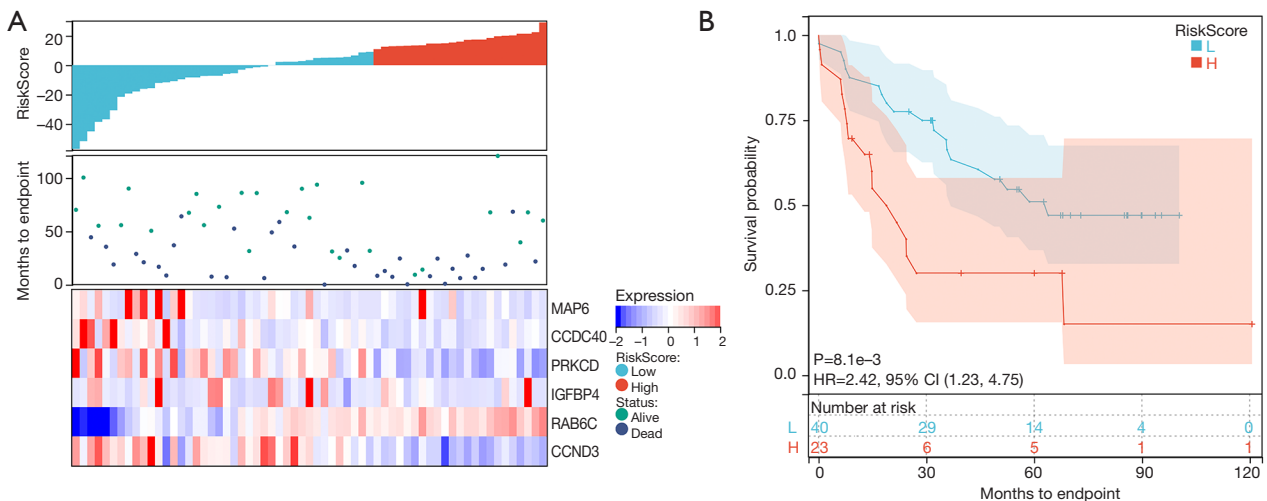 A
RiskScore
20
0
−20
−40
Months to endpoint
100
50
0
MAP6
CCDC40
PRKCD
IGFBP4
RAB6C
CCND3
Expression
−2 −1 0 1 2
RiskScore:
Low
High
Status:
Alive
Dead
B
RiskScore
L
H
Survival probability
1.0
0.75
0.5
0.25
0.0
P=8.1e−3
HR=2.42, 95% CI (1.23, 4.75)
Number at risk
L 40 29 14 4 0
H 23 6 5 1 1
0 30 60 90 120
Months to endpoint